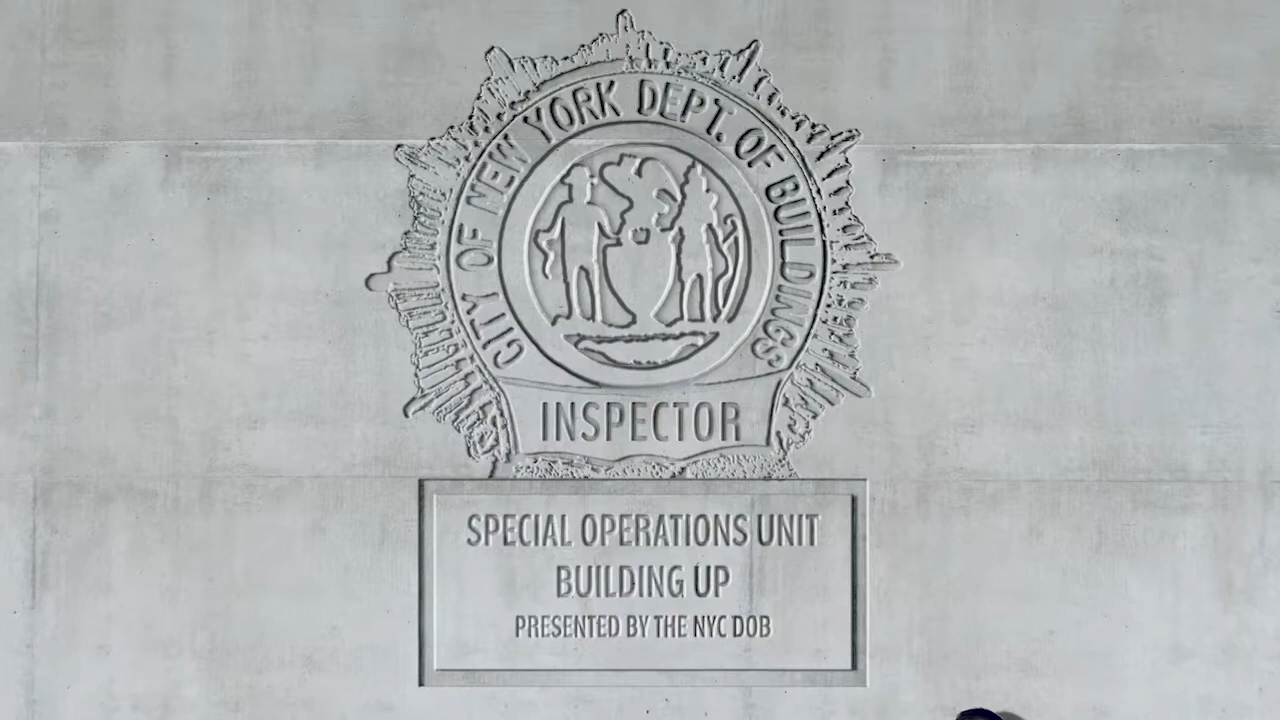 CITY OF NEW YORK DEPT. OF BUILDINGS
INSPECTOR
SPECIAL OPERATIONS UNIT
BUILDING UP
PRESENTED BY THE NYC DOB